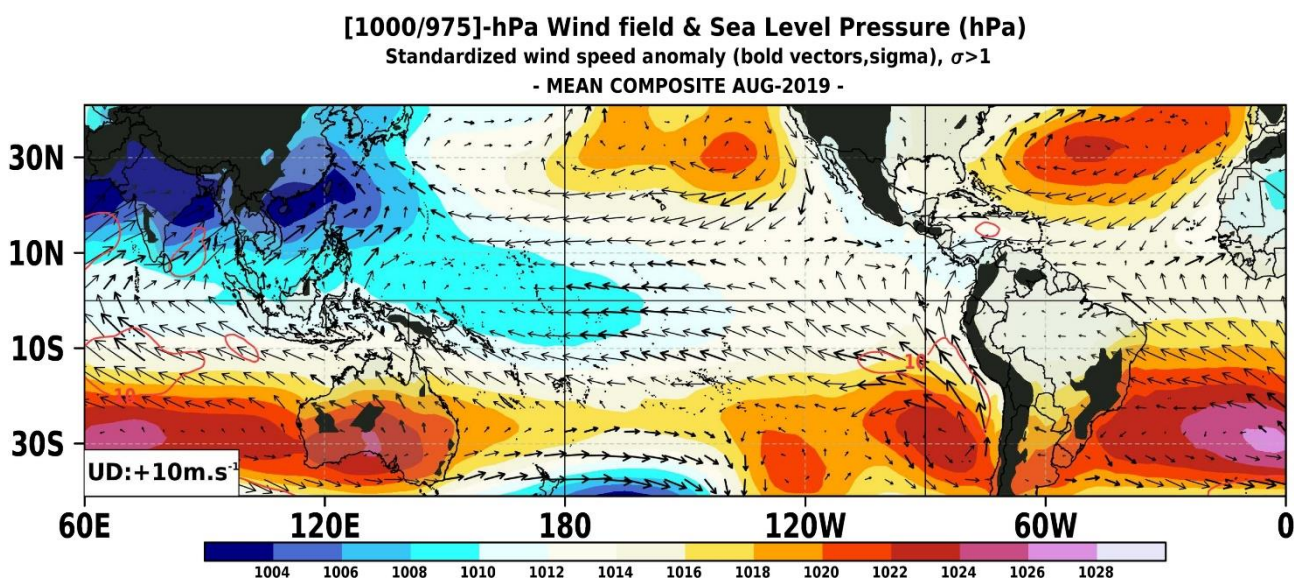 [1000/975]-hPa Wind field & Sea Level Pressure (hPa)
Standardized wind speed anomaly (bold vectors,sigma), σ>1
- MEAN COMPOSITE AUG-2019 -
30N
10N
10S
30S
10
10
UD:+10m.s⁻¹
60E 120E 180 120W 60W 0
1004 1006 1008 1010 1012 1014 1016 1018 1020 1022 1024 1026 1028